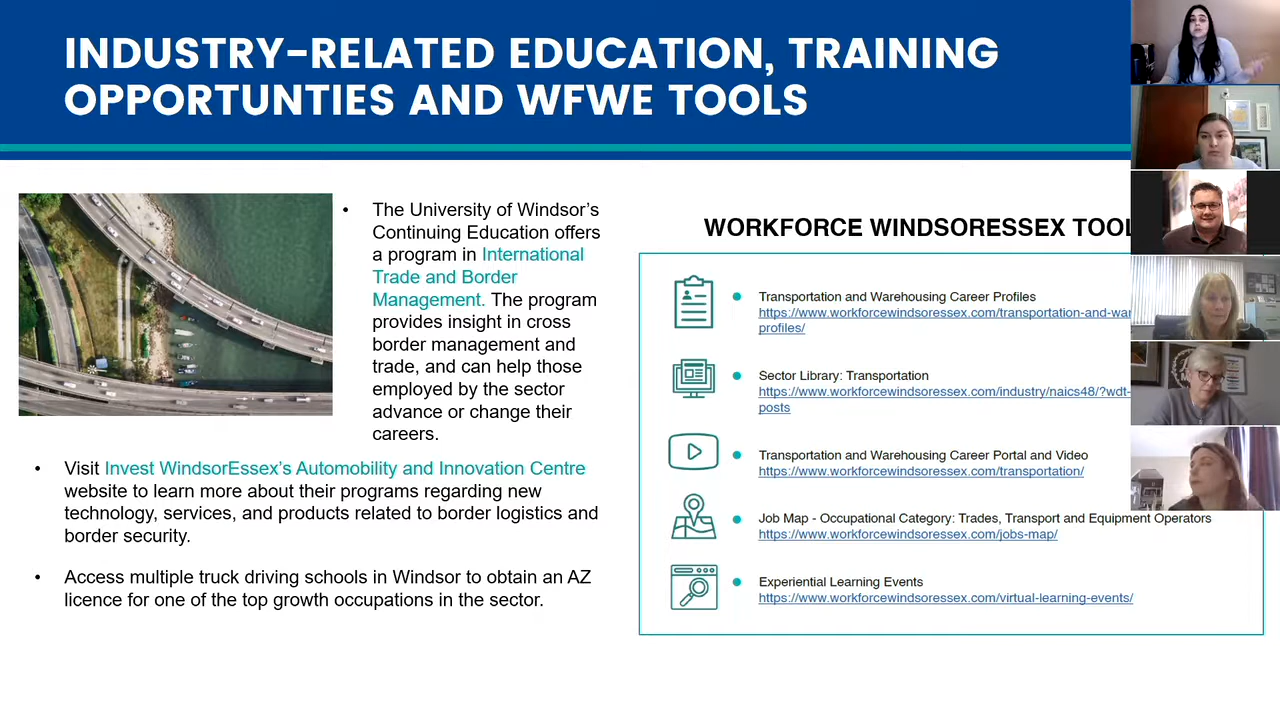 INDUSTRY-RELATED EDUCATION, TRAINING
OPPORTUNTIES AND WFWE TOOLS
• The University of Windsor's
Continuing Education offers
a program in International
Trade and Border
Management. The program
provides insight in cross
border management and
trade, and can help those
employed by the sector
advance or change their
careers.
• Visit Invest WindsorEssex's Automobility and Innovation Centre
website to learn more about their programs regarding new
technology, services, and products related to border logistics and
border security.
• Access multiple truck driving schools in Windsor to obtain an AZ
licence for one of the top growth occupations in the sector.
WORKFORCE WINDSORESSEX TOOL
• Transportation and Warehousing Career Profiles
https://www.workforcewindsoressex.com/transportation-and-war
profiles/
• Sector Library: Transportation
https://www.workforcewindsoressex.com/industry/naics48/?wdt-
posts
• Transportation and Warehousing Career Portal and Video
https://www.workforcewindsoressex.com/transportation/
• Job Map - Occupational Category: Trades, Transport and Equipment Operators
https://www.workforcewindsoressex.com/jobs-map/
• Experiential Learning Events
https://www.workforcewindsoressex.com/virtual-learning-events/